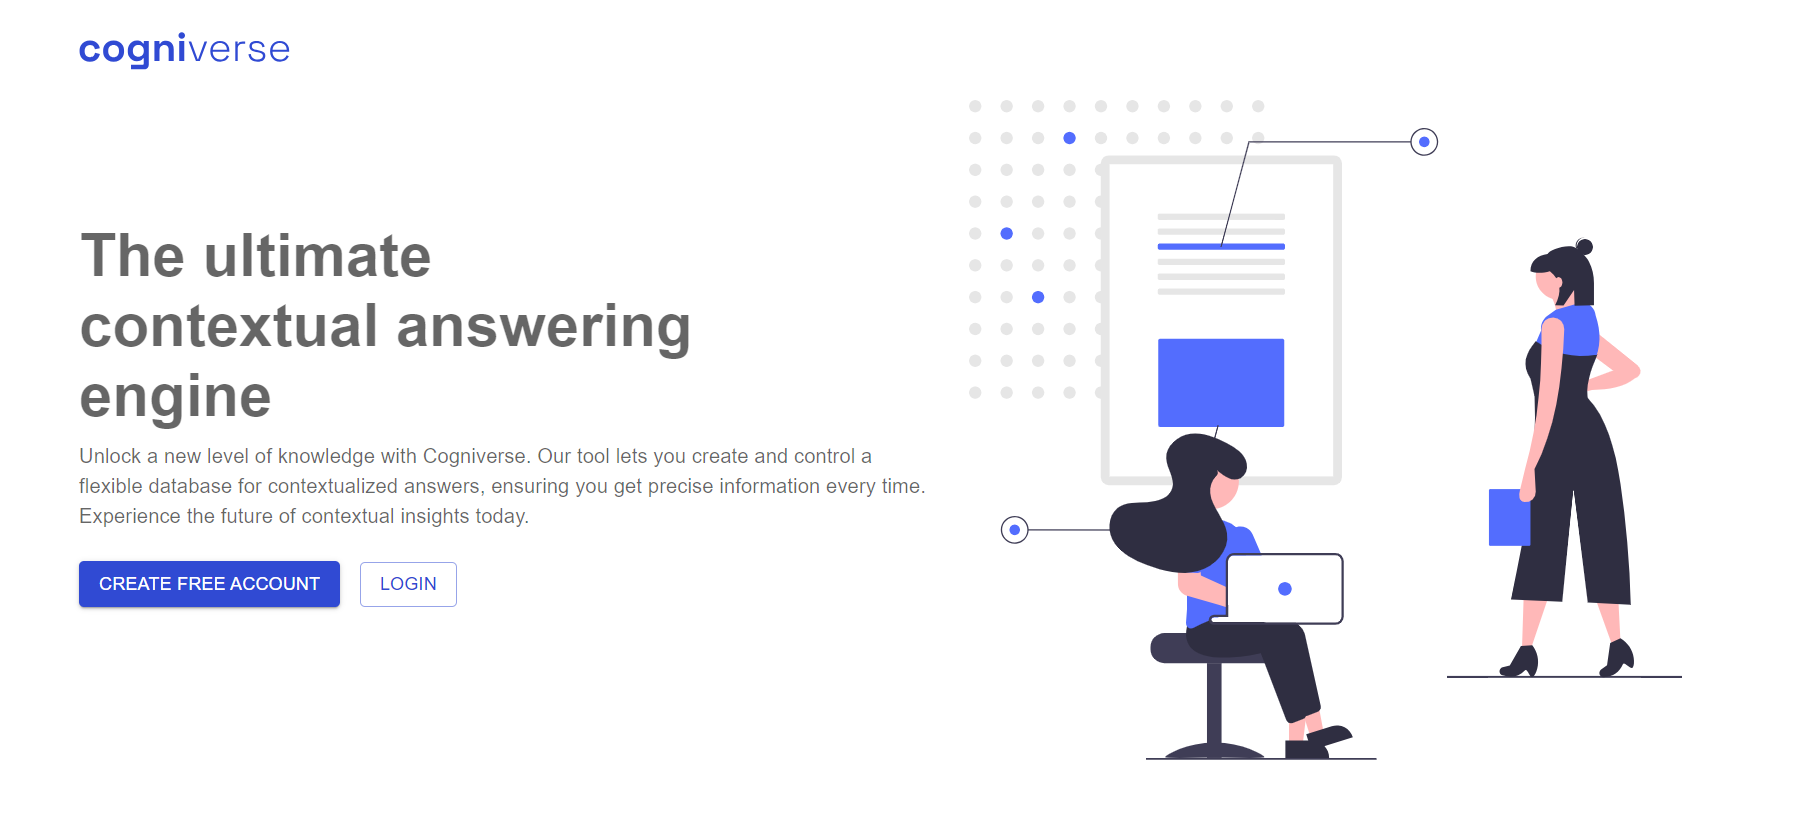 cogniverse
The ultimate
contextual answering
engine
Unlock a new level of knowledge with Cogniverse. Our tool lets you create and control a
flexible database for contextualized answers, ensuring you get precise information every time.
Experience the future of contextual insights today.
CREATE FREE ACCOUNT LOGIN